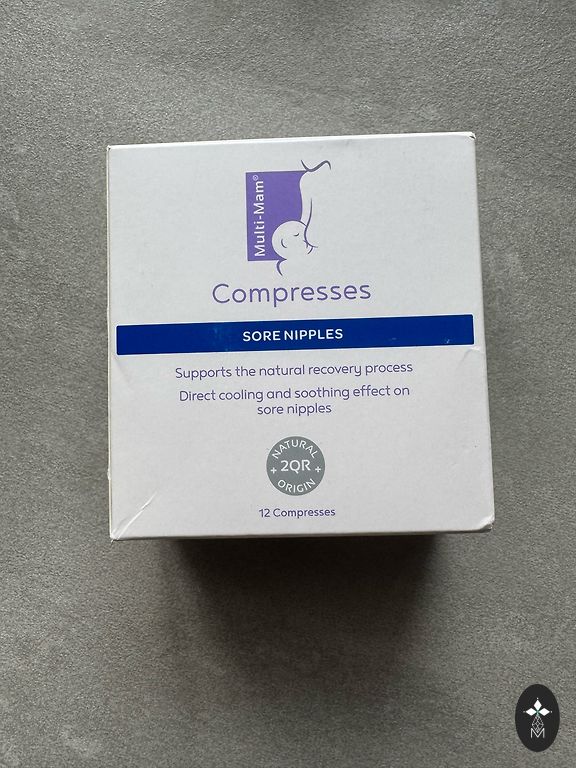 Multi-Mam®
Compresses
SORE NIPPLES
Supports the natural recovery process
Direct cooling and soothing effect on
sore nipples
NATURAL
+ 2QR +
ORIGIN
12 Compresses
M